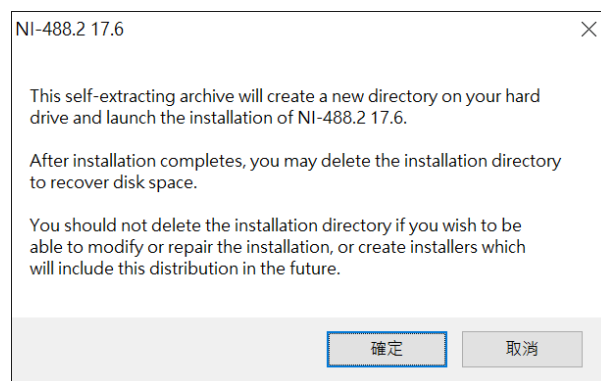 NI-488.2 17.6
This self-extracting archive will create a new directory on your hard
drive and launch the installation of NI-488.2 17.6.
After installation completes, you may delete the installation directory
to recover disk space.
You should not delete the installation directory if you wish to be
able to modify or repair the installation, or create installers which
will include this distribution in the future.
確定
取消